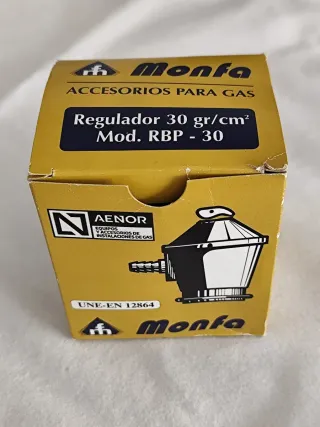 Monfa
ACCESORIOS PARA GAS
Regulador 30 gr/cm²
Mod. RBP - 30
AENOR
EQUIPOS
Y ACCESORIOS DE
INSTALACIONES DE GAS
UNE-EN 12864
Monfa